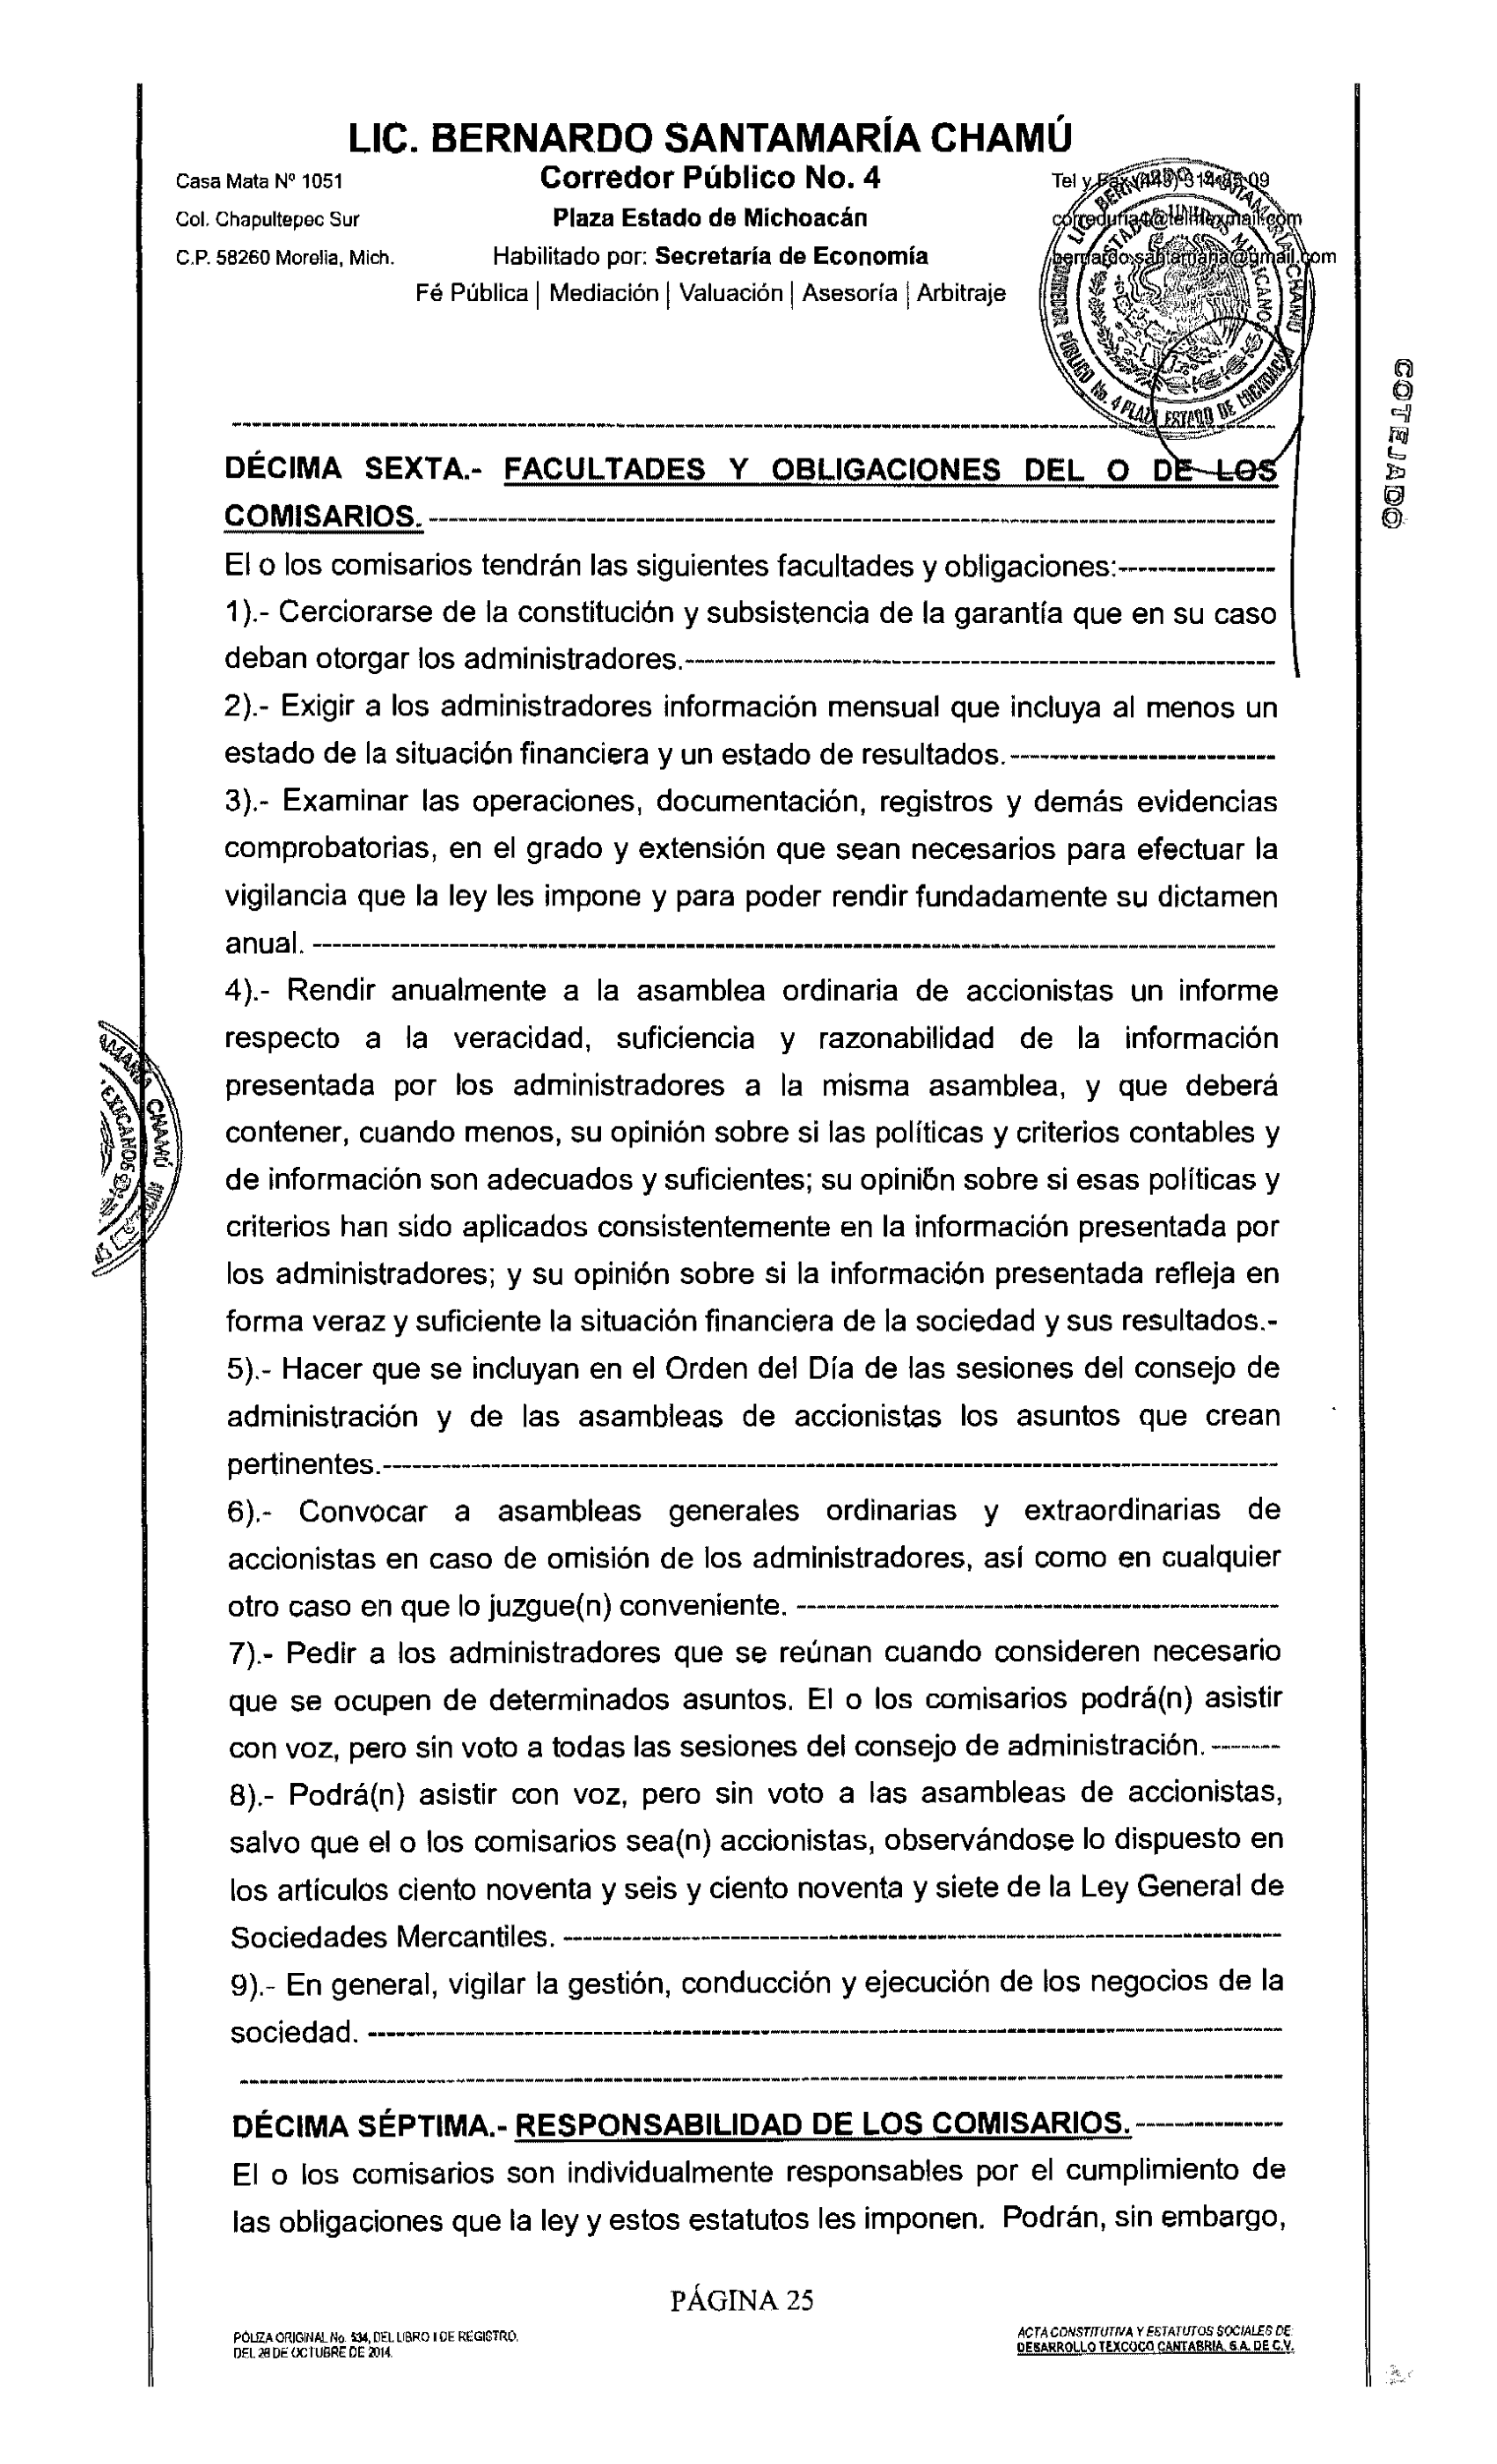 LIC. BERNARDO SANTAMARÍA CHAMÚ
Casa Mata Nº 1051
Corredor Público No. 4
Tel y Fax (443) 314-85-09
Col. Chapultepec Sur
Plaza Estado de Michoacán
correduria4@telmexmail.com
C.P. 58260 Morelia, Mich.
Habilitado por: Secretaría de Economía
bernardo.santamaria@gmail.com
Fé Pública | Mediación | Valuación | Asesoría | Arbitraje
COTEJADO
DÉCIMA SEXTA.- FACULTADES Y OBLIGACIONES DEL O DE LOS
COMISARIOS.
El o los comisarios tendrán las siguientes facultades y obligaciones:
1).- Cerciorarse de la constitución y subsistencia de la garantía que en su caso
deban otorgar los administradores.
2).- Exigir a los administradores información mensual que incluya al menos un
estado de la situación financiera y un estado de resultados.
3).- Examinar las operaciones, documentación, registros y demás evidencias
comprobatorias, en el grado y extensión que sean necesarios para efectuar la
vigilancia que la ley les impone y para poder rendir fundadamente su dictamen
anual.
4).- Rendir anualmente a la asamblea ordinaria de accionistas un informe
respecto a la veracidad, suficiencia y razonabilidad de la información
presentada por los administradores a la misma asamblea, y que deberá
contener, cuando menos, su opinión sobre si las políticas y criterios contables y
de información son adecuados y suficientes; su opinión sobre si esas políticas y
criterios han sido aplicados consistentemente en la información presentada por
los administradores; y su opinión sobre si la información presentada refleja en
forma veraz y suficiente la situación financiera de la sociedad y sus resultados.-
5).- Hacer que se incluyan en el Orden del Día de las sesiones del consejo de
administración y de las asambleas de accionistas los asuntos que crean
pertinentes.
6).- Convocar a asambleas generales ordinarias y extraordinarias de
accionistas en caso de omisión de los administradores, así como en cualquier
otro caso en que lo juzgue(n) conveniente.
7).- Pedir a los administradores que se reúnan cuando consideren necesario
que se ocupen de determinados asuntos. El o los comisarios podrá(n) asistir
con voz, pero sin voto a todas las sesiones del consejo de administración.
8).- Podrá(n) asistir con voz, pero sin voto a las asambleas de accionistas,
salvo que el o los comisarios sea(n) accionistas, observándose lo dispuesto en
los artículos ciento noventa y seis y ciento noventa y siete de la Ley General de
Sociedades Mercantiles.
9).- En general, vigilar la gestión, conducción y ejecución de los negocios de la
sociedad.
DÉCIMA SÉPTIMA.- RESPONSABILIDAD DE LOS COMISARIOS.
El o los comisarios son individualmente responsables por el cumplimiento de
las obligaciones que la ley y estos estatutos les imponen. Podrán, sin embargo,
PÁGINA 25
PÓLIZA ORIGINAL No. 534, DEL LIBRO I DE REGISTRO.
DEL 28 DE OCTUBRE DE 2014.
ACTA CONSTITUTIVA Y ESTATUTOS SOCIALES DE:
DESARROLLO TEXCOCO CANTABRIA, S.A. DE C.V.